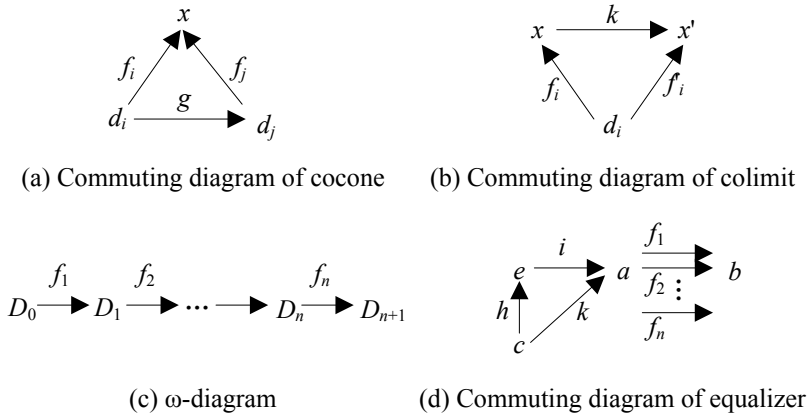 x x k x'
f_i f_j f_i f'_i
d_i g d_j d_i
(a) Commuting diagram of cocone (b) Commuting diagram of colimit
f_1 f_2 f_n
D_0 D_1 ... D_n D_{n+1}
(c) ω-diagram
e i a f_1 b
f_2
h k ⋮
c f_n
(d) Commuting diagram of equalizer